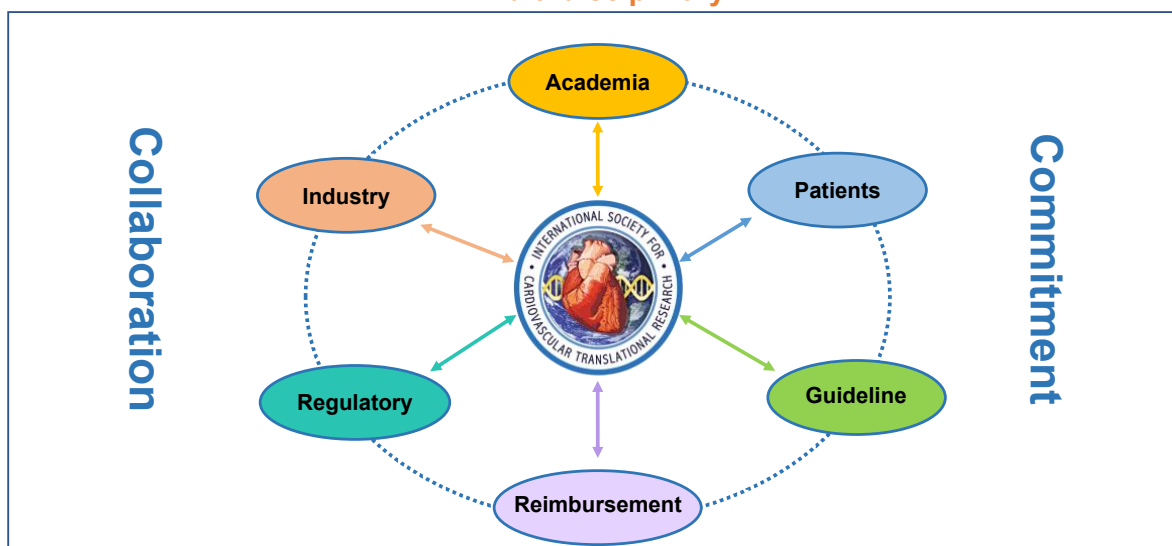 Academia
Industry
Patients
Collaboration
Commitment
• INTERNATIONAL SOCIETY FOR •
CARDIOVASCULAR TRANSLATIONAL RESEARCH
Regulatory
Guideline
Reimbursement